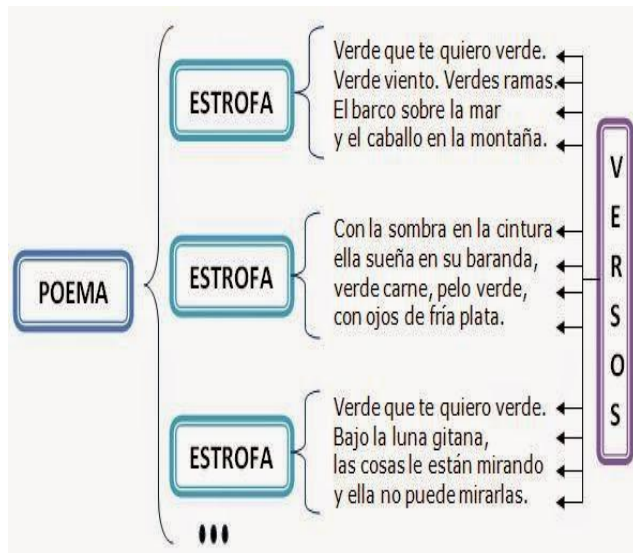 POEMA
ESTROFA
Verde que te quiero verde.
Verde viento. Verdes ramas.
El barco sobre la mar
y el caballo en la montaña.
ESTROFA
Con la sombra en la cintura
ella sueña en su baranda,
verde carne, pelo verde,
con ojos de fría plata.
ESTROFA
Verde que te quiero verde.
Bajo la luna gitana,
las cosas le están mirando
y ella no puede mirarlas.
...
VERSOS